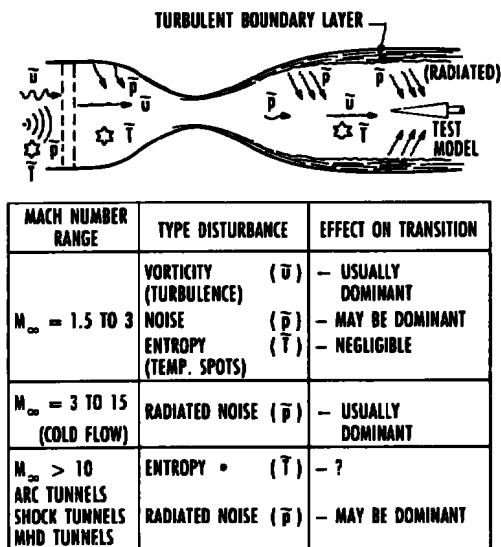 TURBULENT BOUNDARY LAYER
ũ p̃ ũ p̃ p̃ ũ p̃ (RADIATED)
p̃ T̃ T̃ T̃
TEST
MODEL
MACH NUMBER RANGE TYPE DISTURBANCE EFFECT ON TRANSITION
M∞ = 1.5 TO 3
VORTICITY (ũ) – USUALLY
(TURBULENCE) DOMINANT
NOISE (p̃) – MAY BE DOMINANT
ENTROPY (T̃) – NEGLIGIBLE
(TEMP. SPOTS)
M∞ = 3 TO 15 RADIATED NOISE (p̃) – USUALLY
(COLD FLOW) DOMINANT
M∞ > 10 ENTROPY * (T̃) – ?
ARC TUNNELS
SHOCK TUNNELS RADIATED NOISE (p̃) – MAY BE DOMINANT
MHD TUNNELS